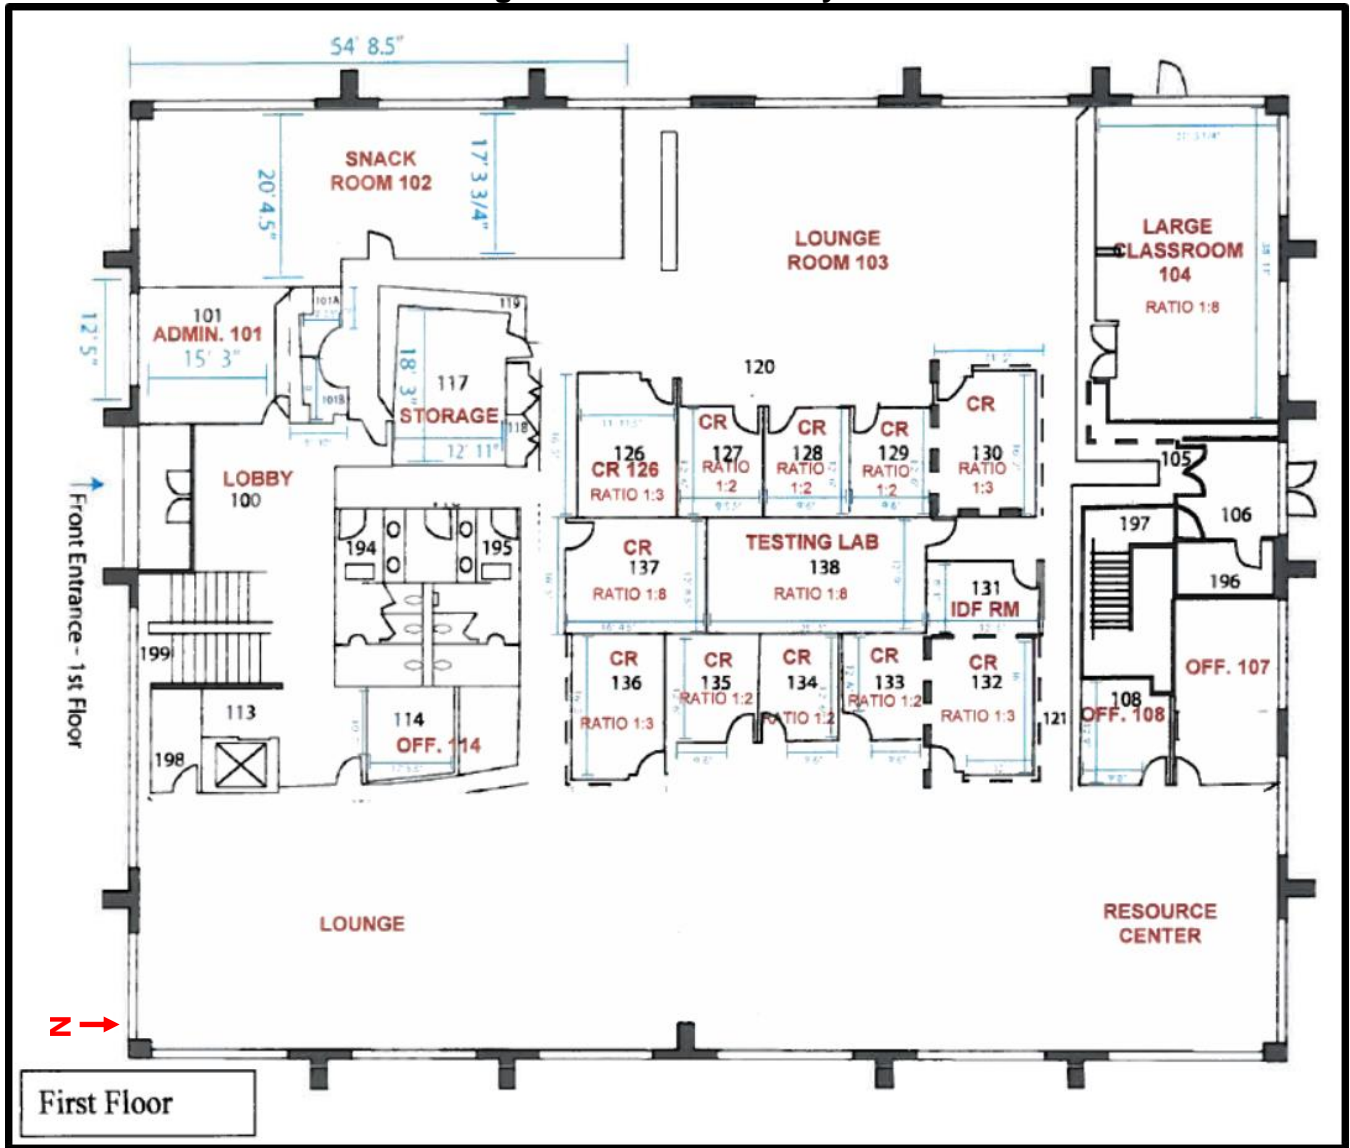 54' 8.5"
SNACK
ROOM 102
20' 4.5"
17' 3 3/4"
LOUNGE
ROOM 103
LARGE
CLASSROOM
104
RATIO 1:8
101
ADMIN. 101
15' 3"
12' 5"
101A
101B
119
18' 3"
117
STORAGE
12' 11"
118
120
126
CR 126
RATIO 1:3
CR
127
RATIO
1:2
CR
128
RATIO
1:2
CR
129
RATIO
1:2
CR
130
RATIO
1:3
105
106
LOBBY
100
Front Entrance - 1st Floor
194
195
CR
137
RATIO 1:8
TESTING LAB
138
RATIO 1:8
131
IDF RM
197
196
199
CR
136
RATIO 1:3
CR
135
RATIO 1:2
CR
134
RATIO 1:2
CR
133
RATIO 1:2
CR
132
RATIO 1:3
121
108
OFF. 108
OFF. 107
113
114
OFF. 114
198
9'6"
9'6"
9'6"
LOUNGE
RESOURCE
CENTER
N
First Floor